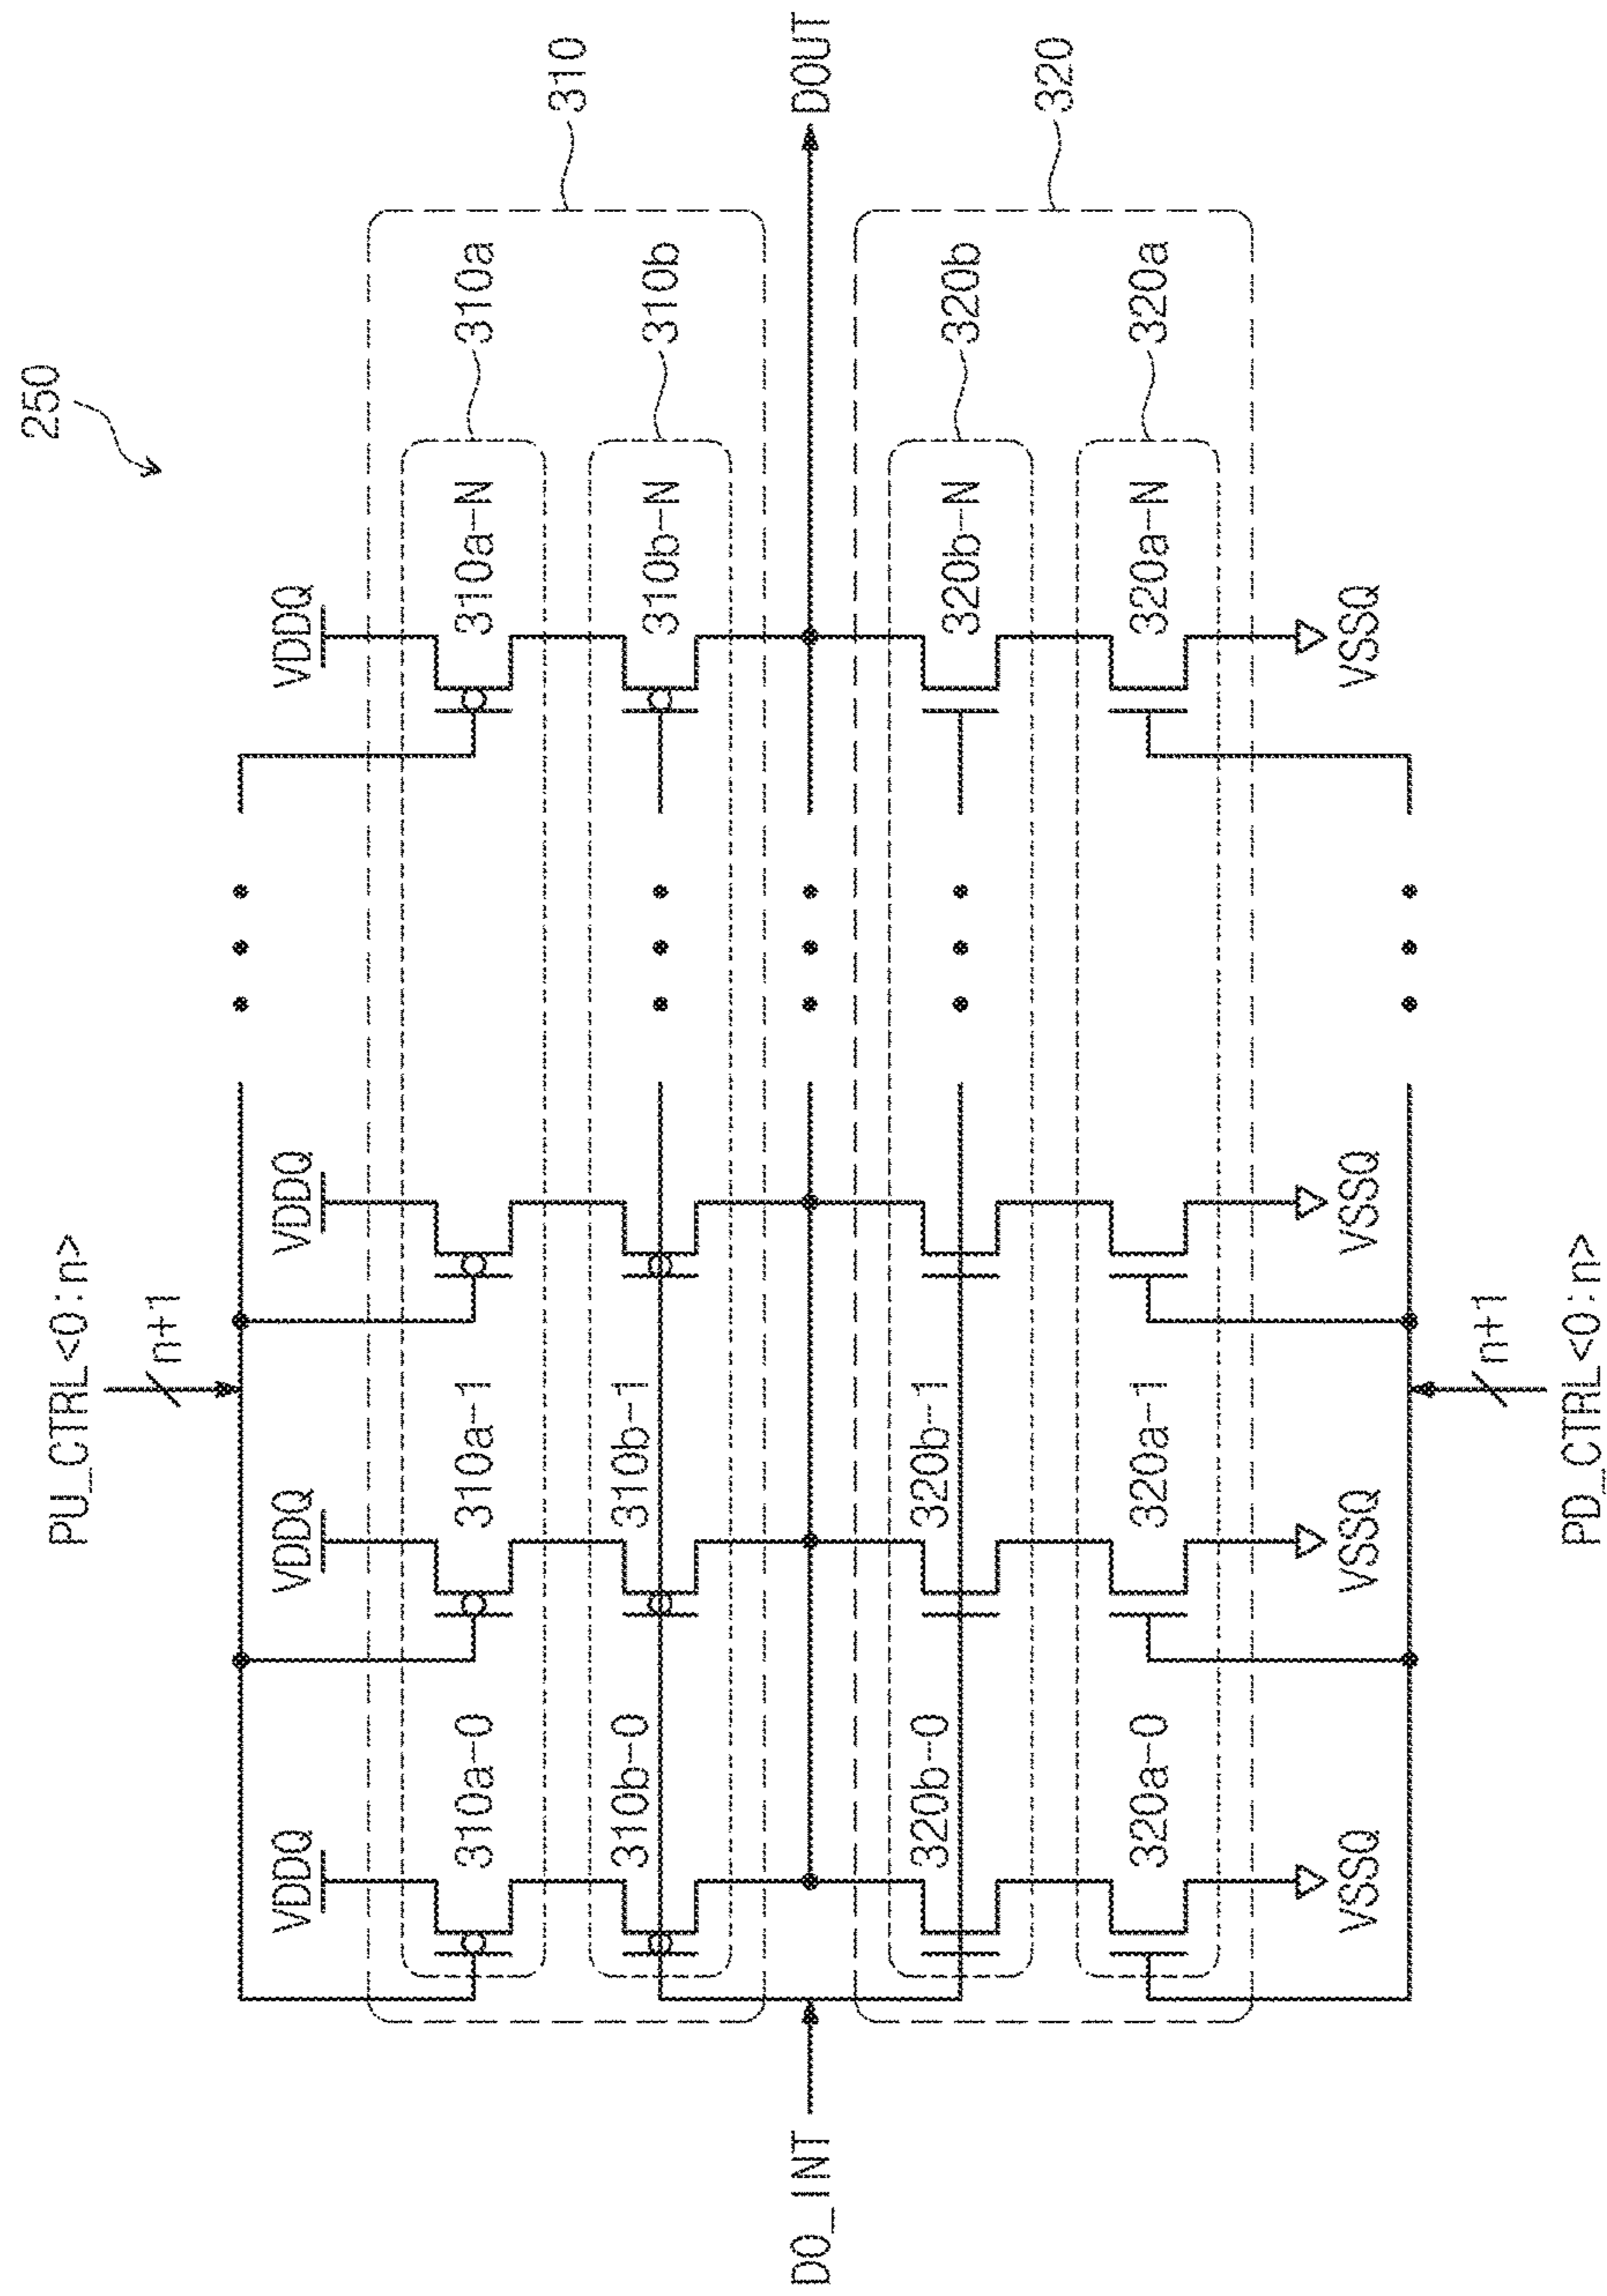 250
PU_CTRL<0:n>
n+1
VDDQ VDDQ VDDQ VDDQ
310
310a-0 310a-1 310a-N 310a
310b-0 310b-1 310b-N 310b
DO_INT DOUT
320b-0 320b-1 320b-N 320b
320a-0 320a-1 320a-N 320a
320
VSSQ VSSQ VSSQ VSSQ
n+1
PD_CTRL<0:n>